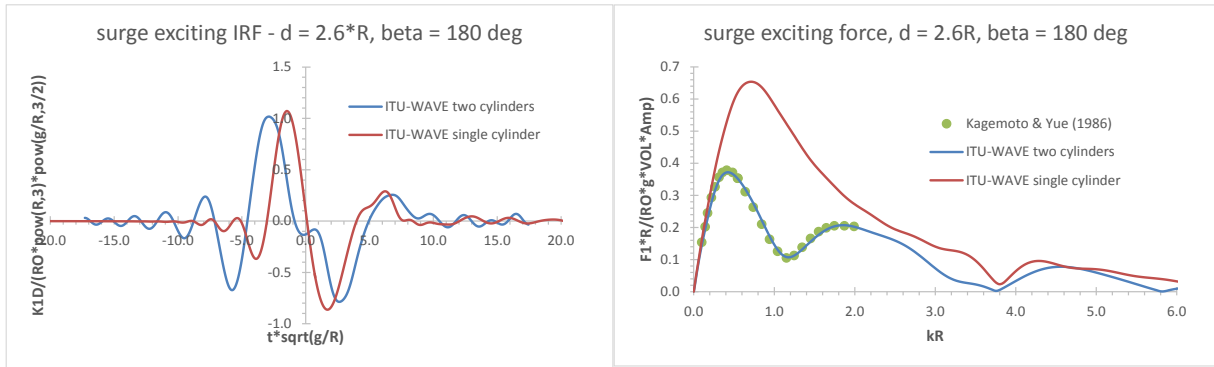 surge exciting IRF - d = 2.6*R, beta = 180 deg
K1D/(RO*pow(R,3)*pow(g/R,3/2))
1.5
1.0
0.5
0.0
-0.5
-1.0
-20.0 -15.0 -10.0 -5.0 0.0 5.0 10.0 15.0 20.0
t*sqrt(g/R)
ITU-WAVE two cylinders
ITU-WAVE single cylinder
surge exciting force, d = 2.6R, beta = 180 deg
F1*R/(RO*g*VOL*Amp)
0.7
0.6
0.5
0.4
0.3
0.2
0.1
0.0
0.0 1.0 2.0 3.0 4.0 5.0 6.0
kR
Kagemoto & Yue (1986)
ITU-WAVE two cylinders
ITU-WAVE single cylinder